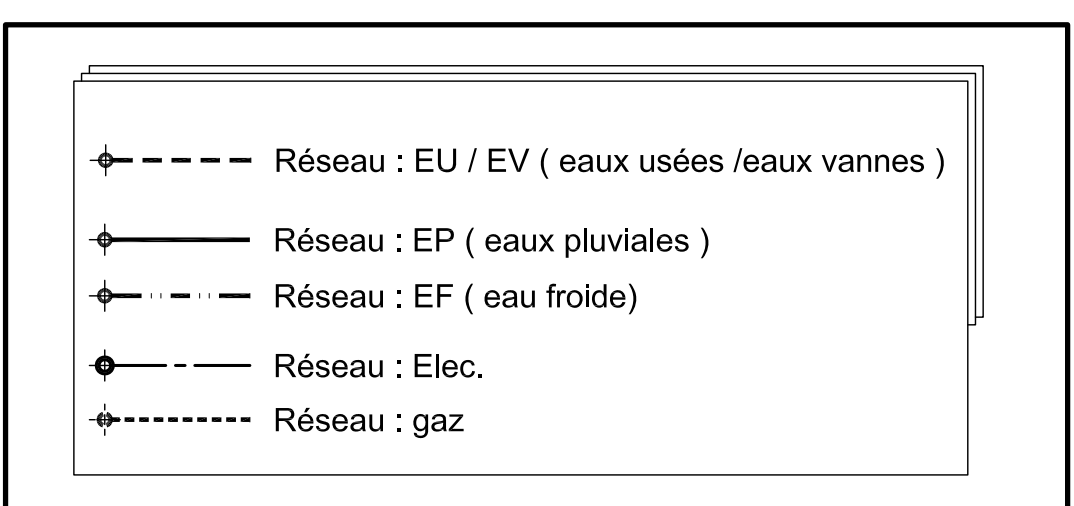 Réseau : EU / EV ( eaux usées /eaux vannes )
Réseau : EP ( eaux pluviales )
Réseau : EF ( eau froide)
Réseau : Elec.
Réseau : gaz